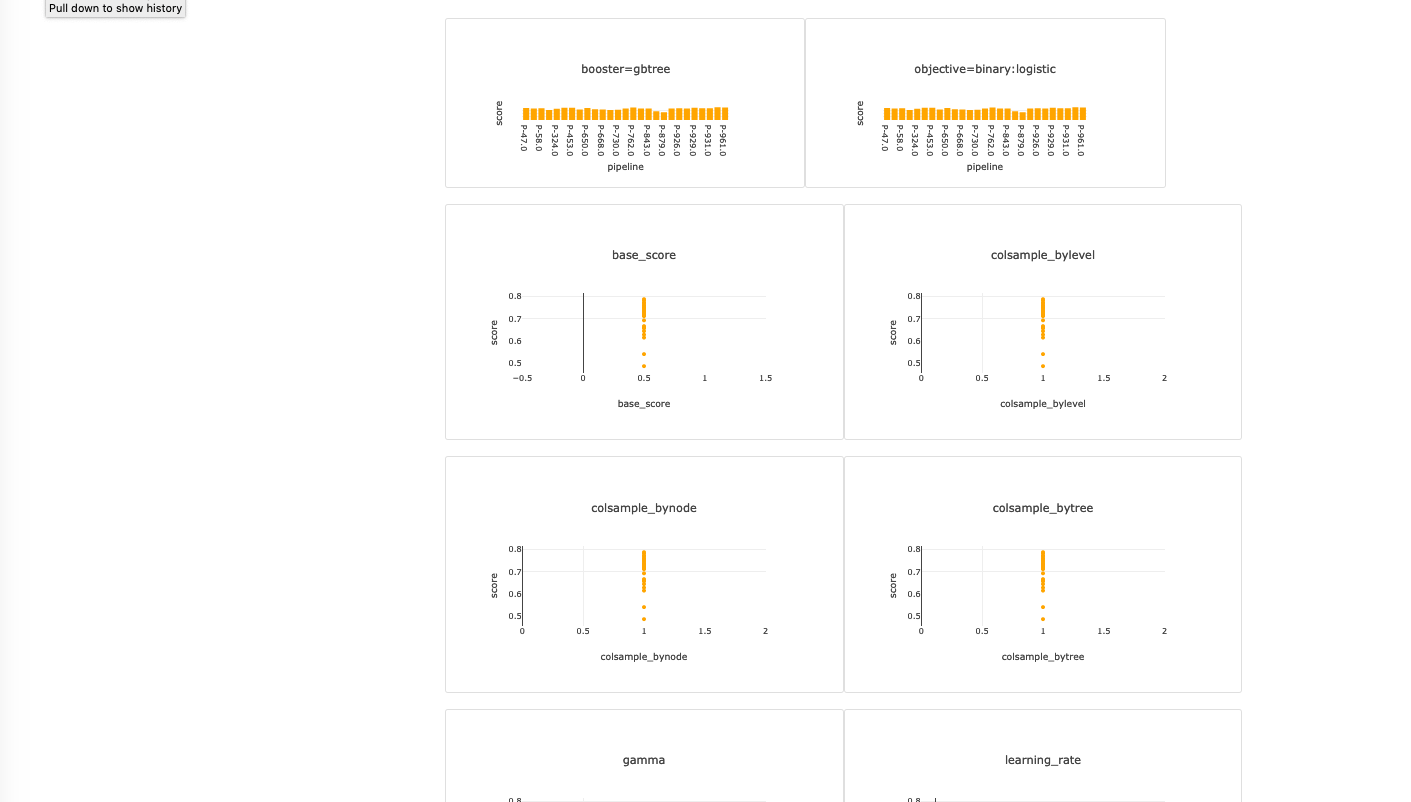 Pull down to show history
booster=gbtree
score
P-47.0
P-58.0
P-324.0
P-453.0
P-650.0
P-668.0
P-730.0
P-762.0
P-843.0
P-879.0
P-926.0
P-929.0
P-931.0
P-961.0
pipeline
objective=binary:logistic
score
P-47.0
P-58.0
P-324.0
P-453.0
P-650.0
P-668.0
P-730.0
P-762.0
P-843.0
P-879.0
P-926.0
P-929.0
P-931.0
P-961.0
pipeline
base_score
score
0.8
0.7
0.6
0.5
−0.5 0 0.5 1 1.5
base_score
colsample_bylevel
score
0.8
0.7
0.6
0.5
0 0.5 1 1.5 2
colsample_bylevel
colsample_bynode
score
0.8
0.7
0.6
0.5
0 0.5 1 1.5 2
colsample_bynode
colsample_bytree
score
0.8
0.7
0.6
0.5
0 0.5 1 1.5 2
colsample_bytree
gamma
0.8
learning_rate
0.8